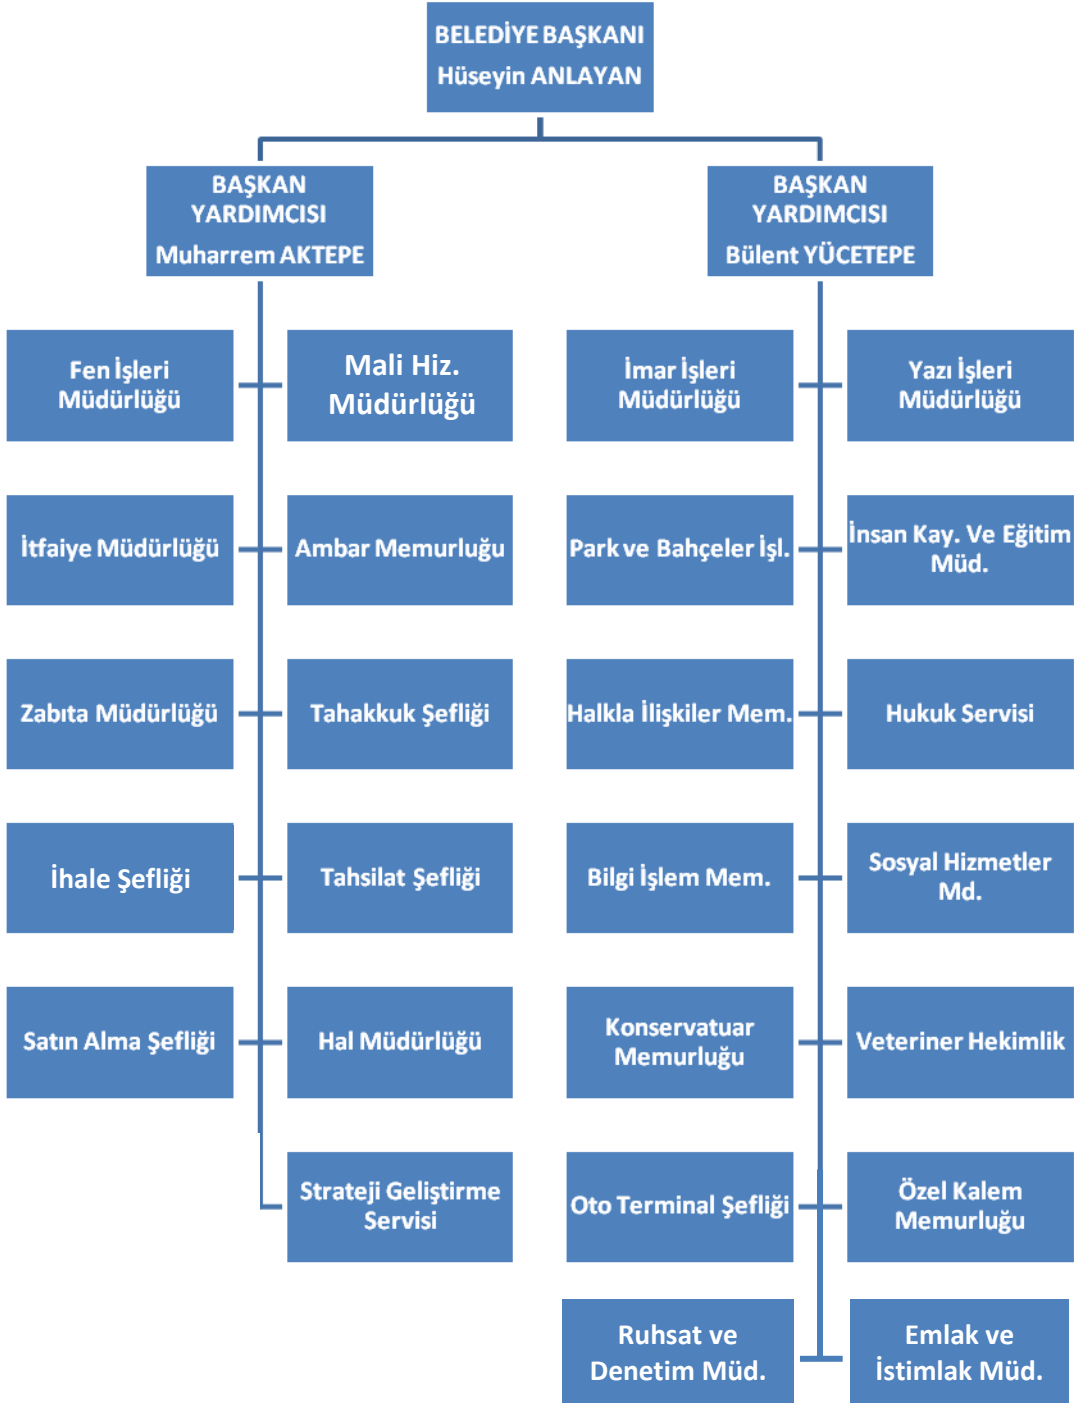 BELEDİYE BAŞKANI
Hüseyin ANLAYAN
BAŞKAN
YARDIMCISI
Muharrem AKTEPE
BAŞKAN
YARDIMCISI
Bülent YÜCETEPE
Fen İşleri
Müdürlüğü
Mali Hiz.
Müdürlüğü
İmar İşleri
Müdürlüğü
Yazı İşleri
Müdürlüğü
İtfaiye Müdürlüğü
Ambar Memurluğu
Park ve Bahçeler İşl.
İnsan Kay. Ve Eğitim
Müd.
Zabıta Müdürlüğü
Tahakkuk Şefliği
Halkla İlişkiler Mem.
Hukuk Servisi
İhale Şefliği
Tahsilat Şefliği
Bilgi İşlem Mem.
Sosyal Hizmetler
Md.
Satın Alma Şefliği
Hal Müdürlüğü
Konservatuar
Memurluğu
Veteriner Hekimlik
Strateji Geliştirme
Servisi
Oto Terminal Şefliği
Özel Kalem
Memurluğu
Ruhsat ve
Denetim Müd.
Emlak ve
İstimlak Müd.